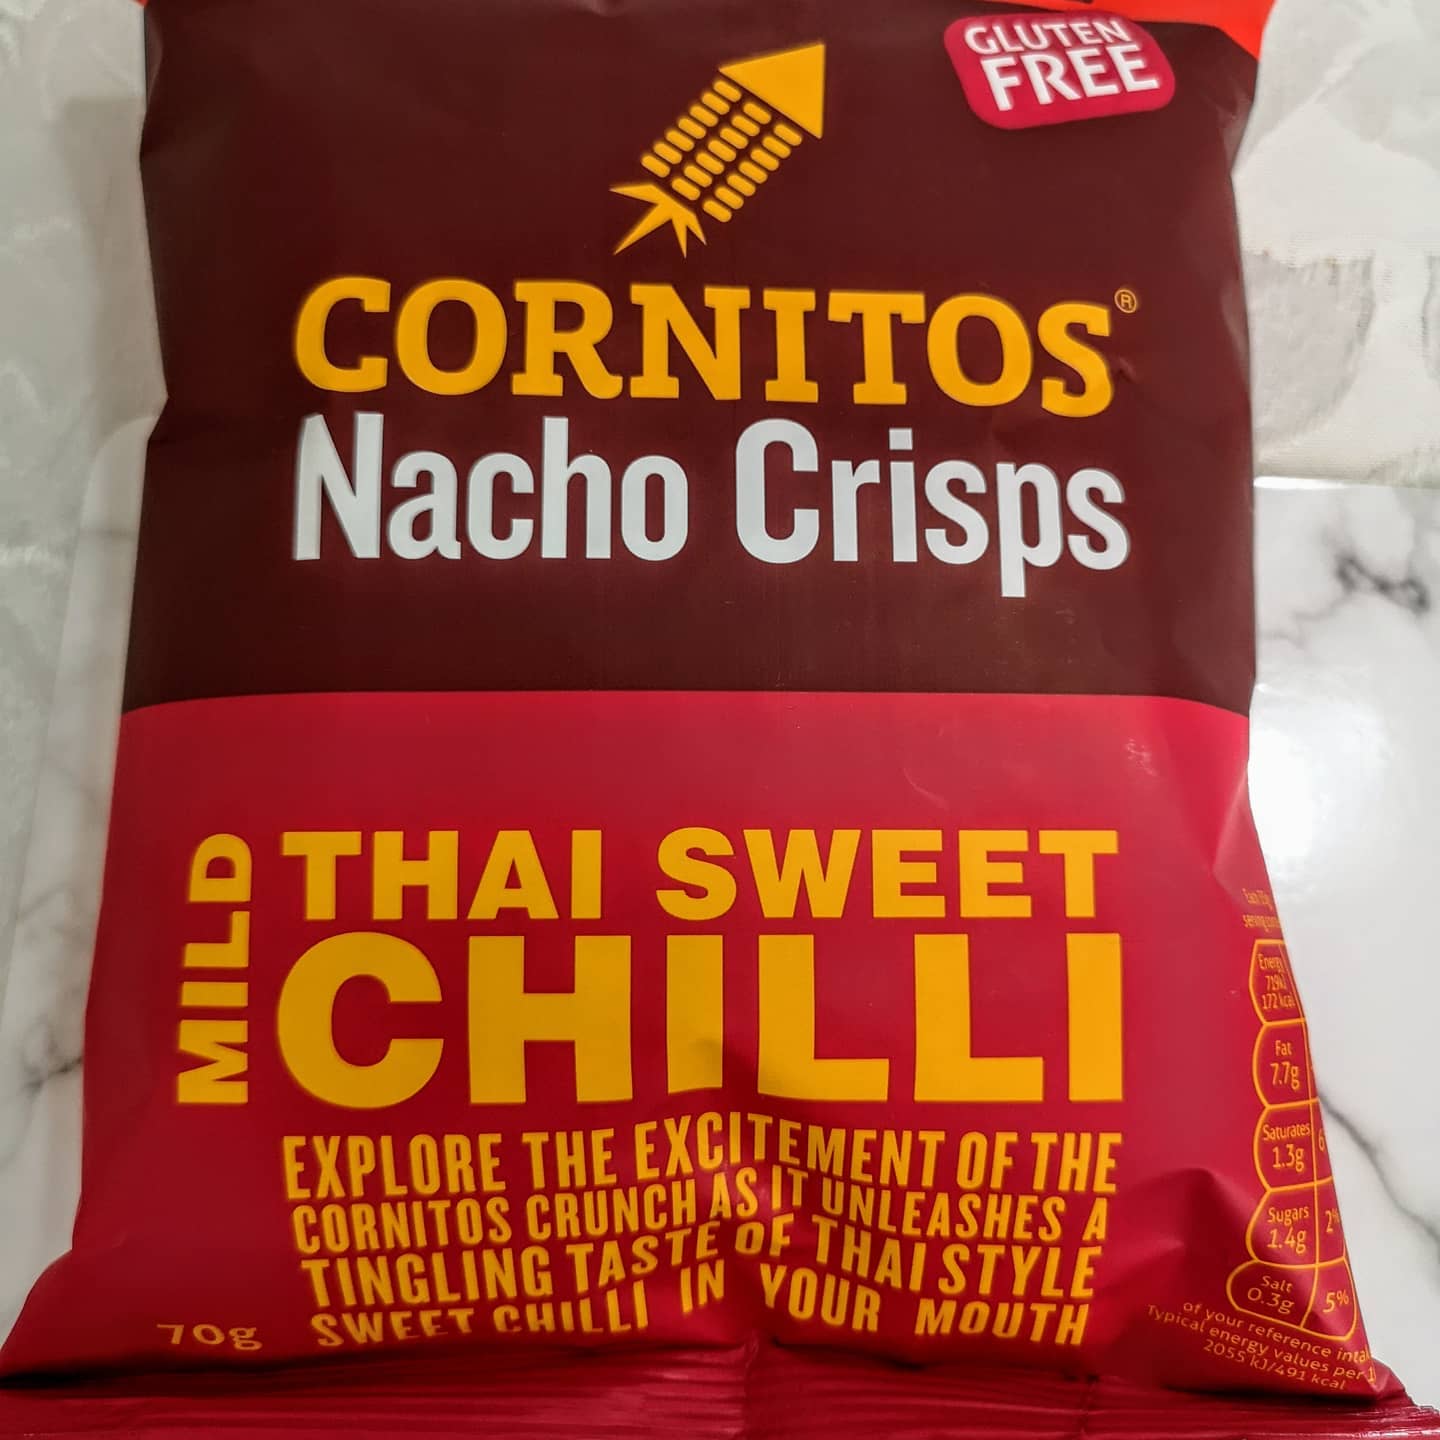 GLUTEN
FREE
CORNITOS®
Nacho Crisps
MILD
THAI SWEET
CHILLI
EXPLORE THE EXCITEMENT OF THE
CORNITOS CRUNCH AS IT UNLEASHES A
TINGLING TASTE OF THAI STYLE
SWEET CHILLI IN YOUR MOUTH
70g
Energy
719kJ
172 kcal
Fat
7.7g
Saturates
1.3g
Sugars
1.4g
2%
Salt
0.3g
5%
of your reference
Typical energy values per
2055 kJ/491 kcal